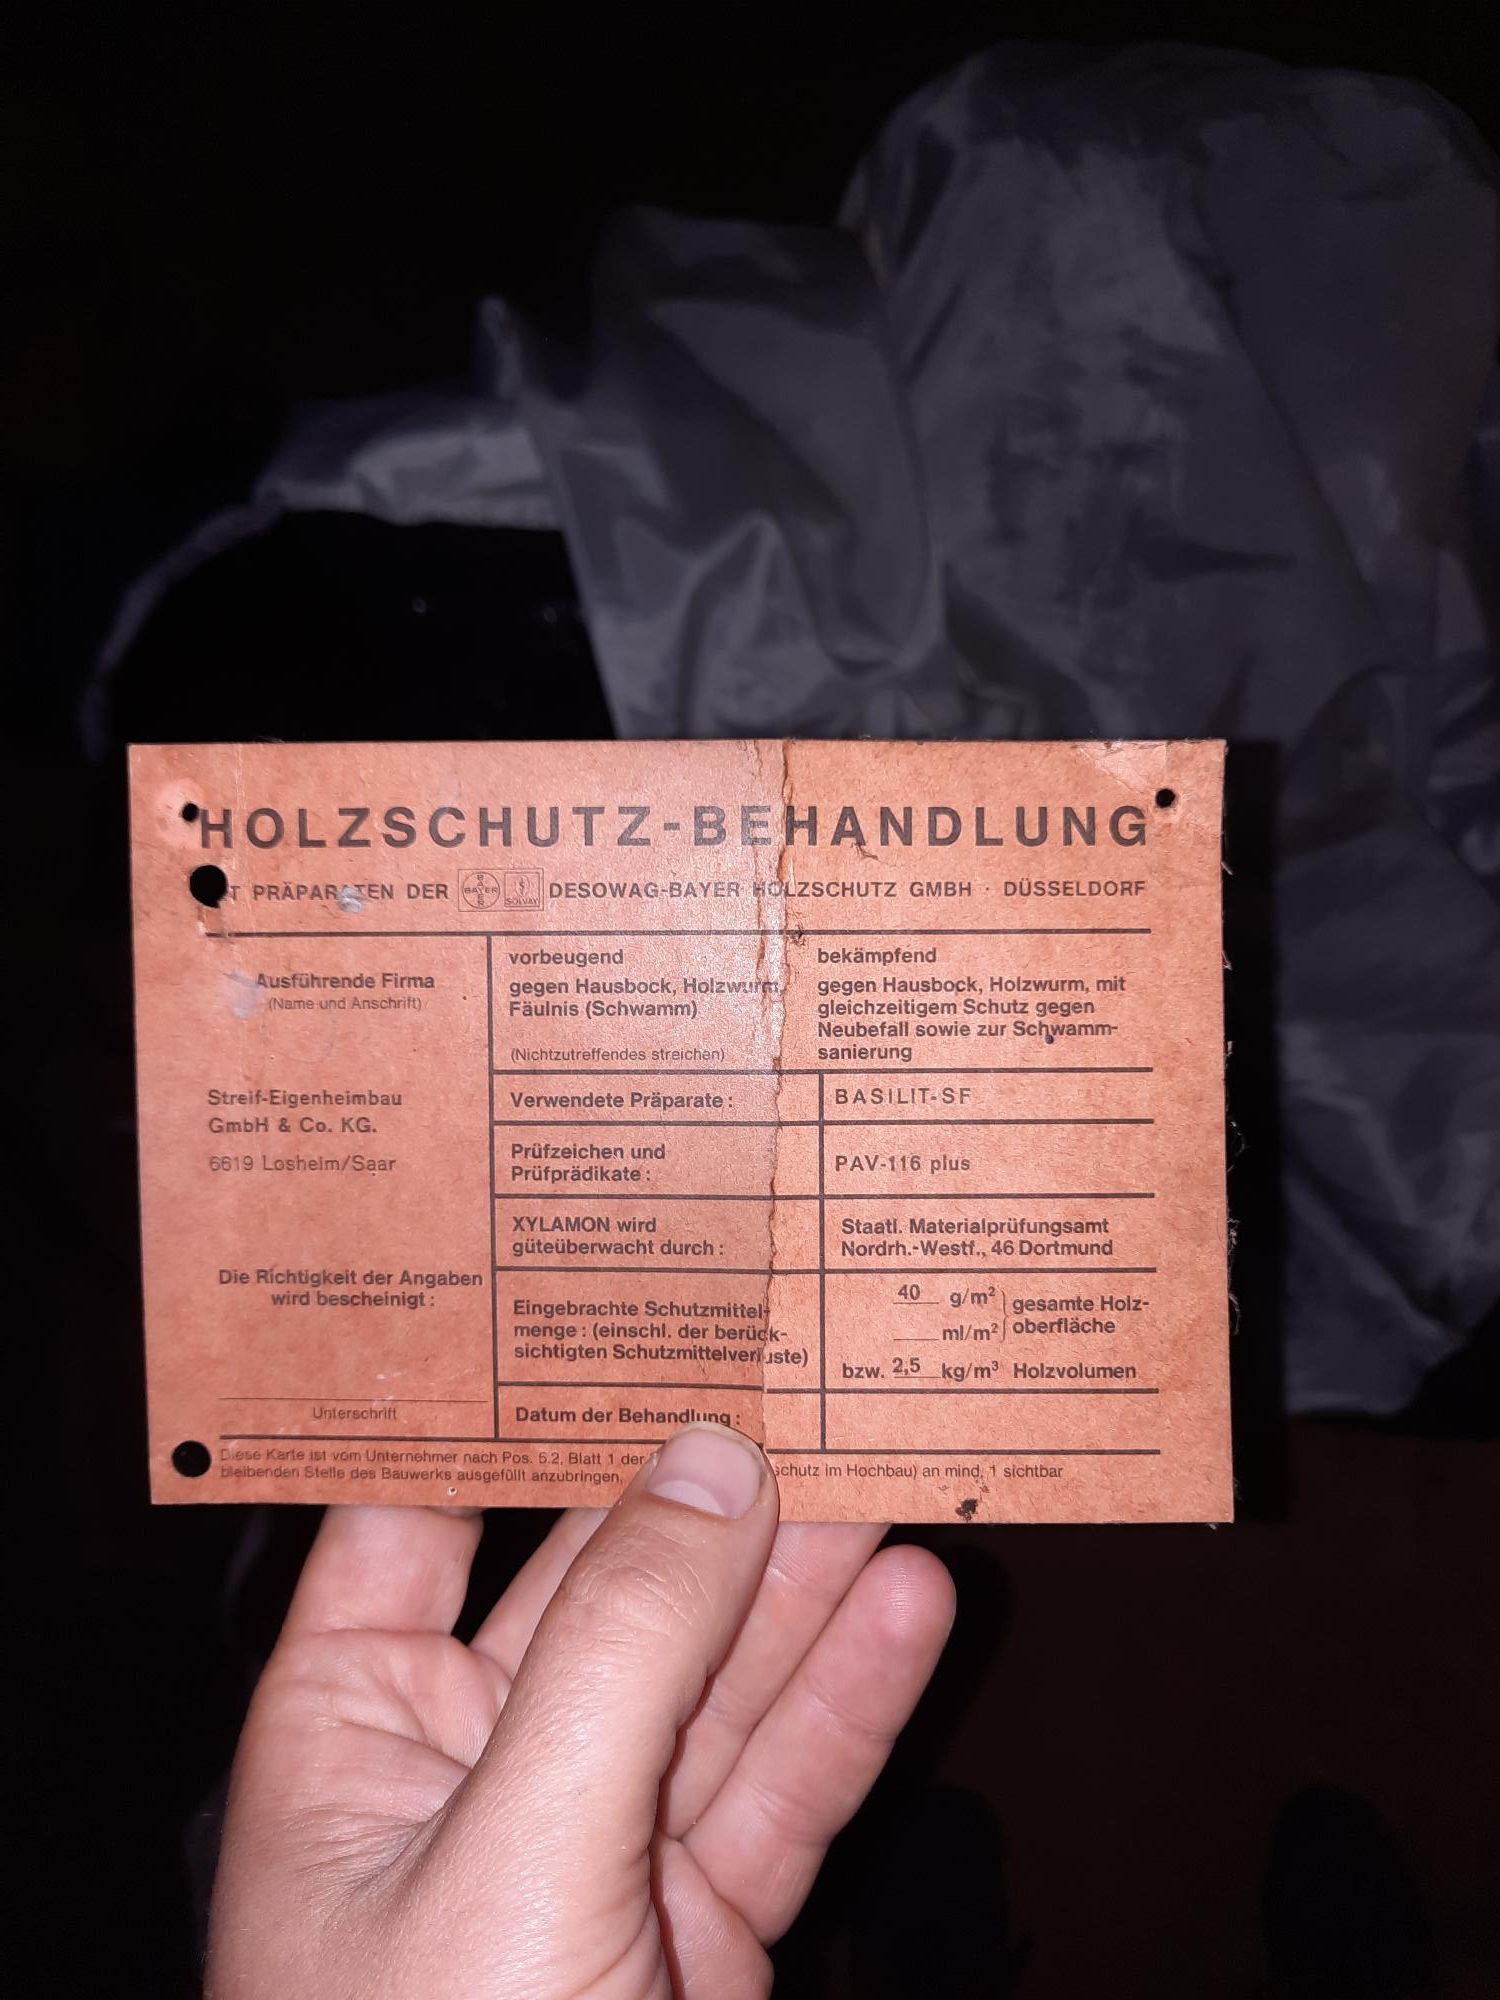 HOLZSCHUTZ-BEHANDLUNG
T PRÄPARATEN DER BAYER BAYER SOLVAY DESOWAG-BAYER HOLZSCHUTZ GMBH · DÜSSELDORF
Ausführende Firma
(Name und Anschrift)
Streif-Eigenheimbau
GmbH & Co. KG.
6619 Losheim/Saar
Die Richtigkeit der Angaben
wird bescheinigt :
Unterschrift
vorbeugend
gegen Hausbock, Holzwurm,
Fäulnis (Schwamm)
(Nichtzutreffendes streichen)
bekämpfend
gegen Hausbock, Holzwurm, mit
gleichzeitigem Schutz gegen
Neubefall sowie zur Schwamm-
sanierung
Verwendete Präparate :
BASILIT-SF
Prüfzeichen und
Prüfprädikate :
PAV-116 plus
XYLAMON wird
güteüberwacht durch :
Staatl. Materialprüfungsamt
Nordrh.-Westf., 46 Dortmund
Eingebrachte Schutzmittel-
menge : (einschl. der berück-
sichtigten Schutzmittelverluste)
40 g/m² gesamte Holz-
ml/m² oberfläche
bzw. 2,5 kg/m³ Holzvolumen
Datum der Behandlung :
Diese Karte ist vom Unternehmer nach Pos. 5.2, Blatt 1 der schutz im Hochbau) an mind. 1 sichtbar
bleibenden Stelle des Bauwerks ausgefüllt anzubringen.